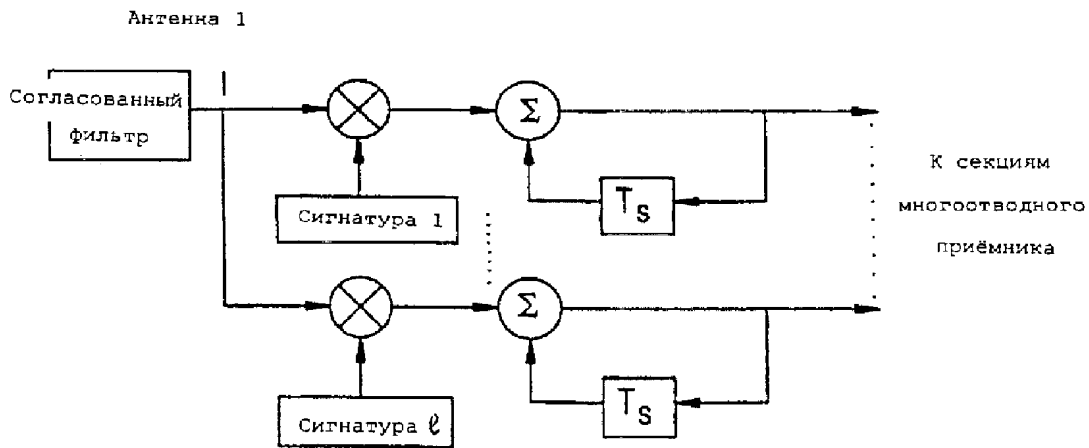 Антенна 1
Согласованный
фильтр
Σ
T_S
Сигнатура 1
К секциям
многоотводного
приёмника
Σ
T_S
Сигнатура ℓ